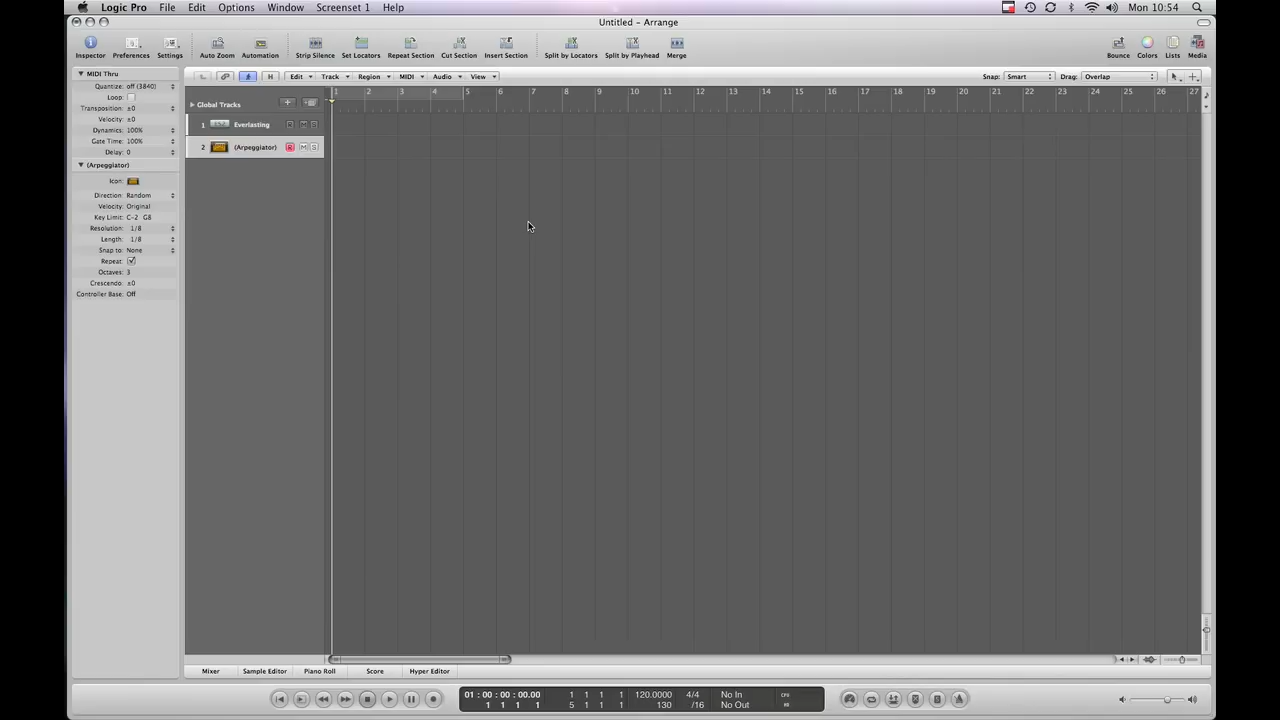 Logic Pro File Edit Options Window Screenset 1 Help Mon 10:54
Untitled – Arrange
Inspector Preferences Settings Auto Zoom Automation Strip Silence Set Locators Repeat Section Cut Section Insert Section Split by Locators Split by Playhead Merge Bounce Colors Lists Media
MIDI Thru
H Edit Track Region MIDI Audio View Snap: Smart Drag: Overlap
Quantize: off (3840)
Loop:
Transposition: ±0
Velocity: ±0
Dynamics: 100%
Gate Time: 100%
Delay: 0
(Arpeggiator)
Icon:
Direction: Random
Velocity: Original
Key Limit: C-2 G8
Resolution: 1/8
Length: 1/8
Snap to: None
Repeat:
Octaves: 3
Crescendo: ±0
Controller Base: Off
1 2 3 4 5 6 7 8 9 10 11 12 13 14 15 16 17 18 19 20 21 22 23 24 25 26 27
Global Tracks
1 Everlasting R M S
2 (Arpeggiator) R M S
Mixer Sample Editor Piano Roll Score Hyper Editor
01 : 00 : 00 : 00.00 1 1 1 1 120.0000 4/4 No In CPU
1 1 1 1 5 1 1 1 130 /16 No Out HD